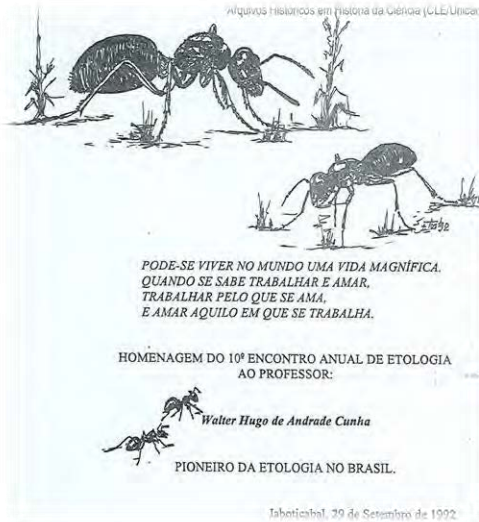 Arquivos Históricos em História da Ciência (CLE/Unicam
PODE-SE VIVER NO MUNDO UMA VIDA MAGNÍFICA.
QUANDO SE SABE TRABALHAR E AMAR,
TRABALHAR PELO QUE SE AMA,
E AMAR AQUILO EM QUE SE TRABALHA.
HOMENAGEM DO 10º ENCONTRO ANUAL DE ETOLOGIA
AO PROFESSOR:
Walter Hugo de Andrade Cunha
PIONEIRO DA ETOLOGIA NO BRASIL.
Jaboticabal, 29 de Setembro de 1992